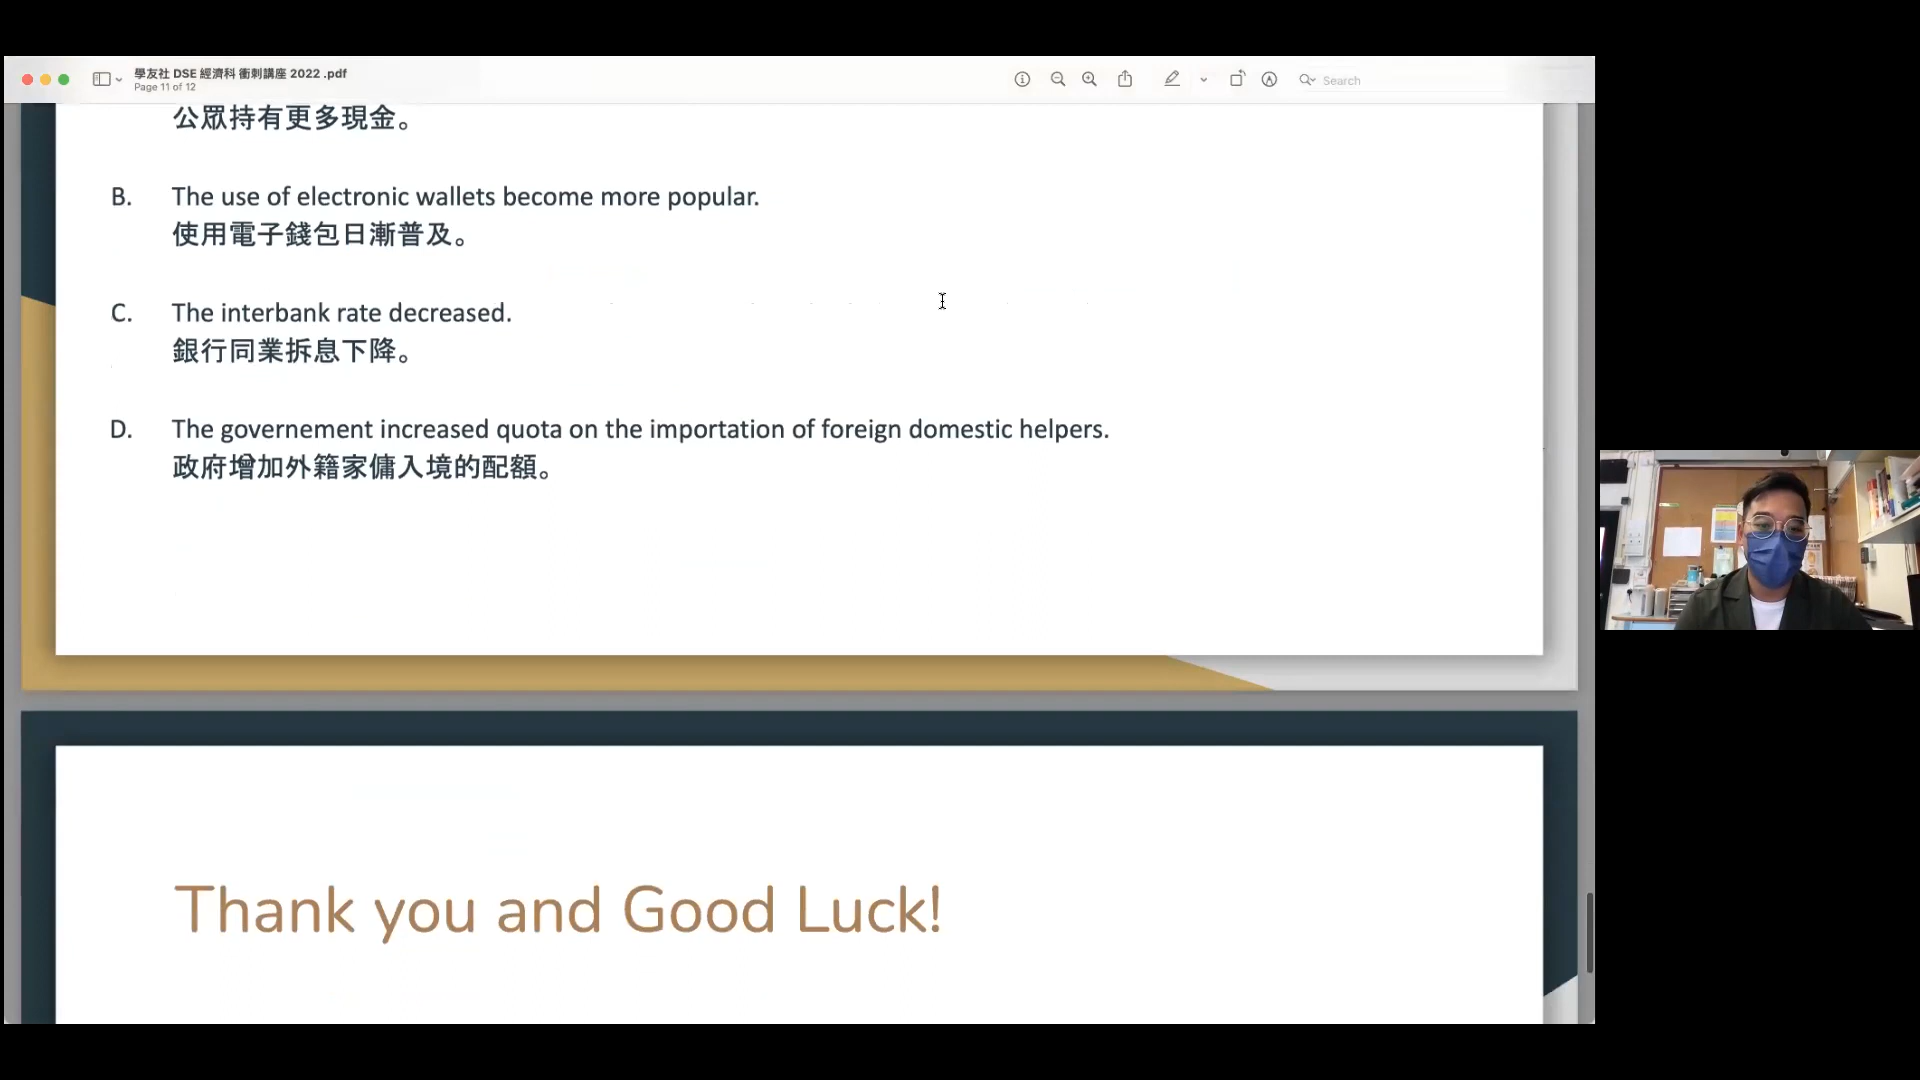 學友社 DSE 經濟科 衝刺講座 2022 .pdf
Page 11 of 12
Search
公眾持有更多現金。
B. The use of electronic wallets become more popular.
使用電子錢包日漸普及。
C. The interbank rate decreased.
銀行同業拆息下降。
D. The governement increased quota on the importation of foreign domestic helpers.
政府增加外籍家傭入境的配額。
Thank you and Good Luck!